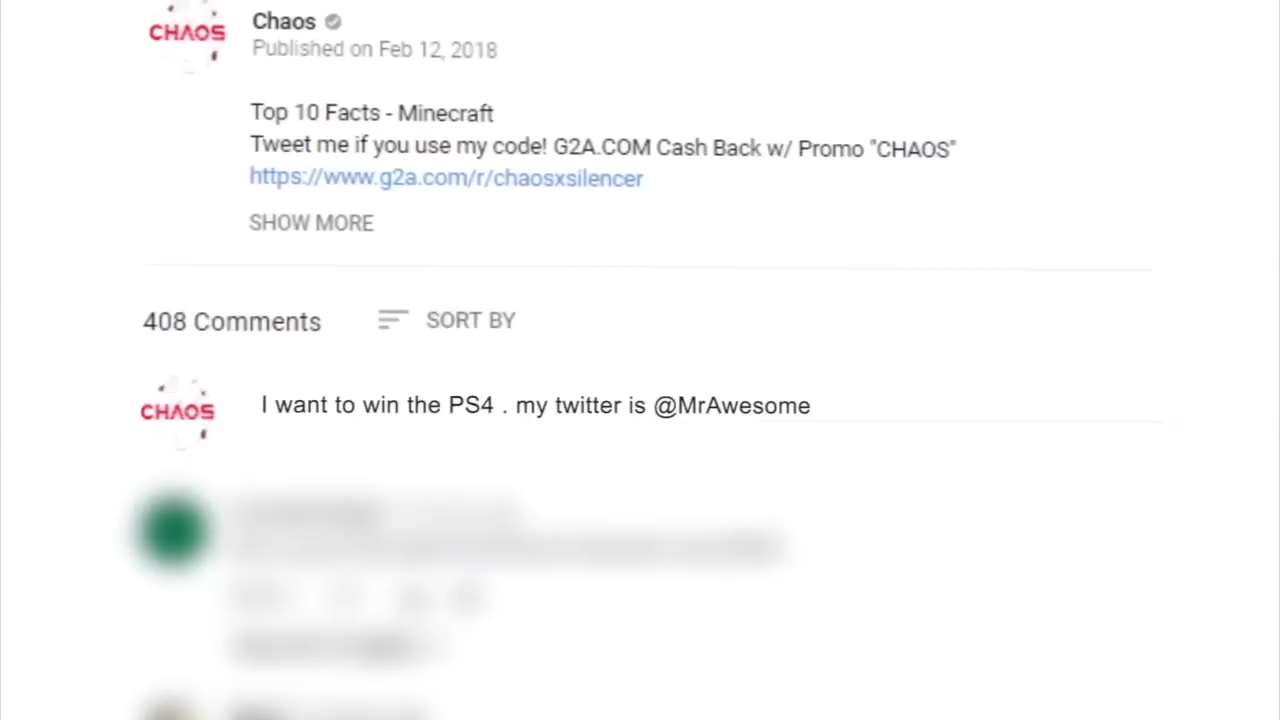 CHAOS
Chaos
Published on Feb 12, 2018
Top 10 Facts - Minecraft
Tweet me if you use my code! G2A.COM Cash Back w/ Promo "CHAOS"
https://www.g2a.com/r/chaosxsilencer
SHOW MORE
408 Comments
SORT BY
CHAOS
I want to win the PS4 . my twitter is @MrAwesome